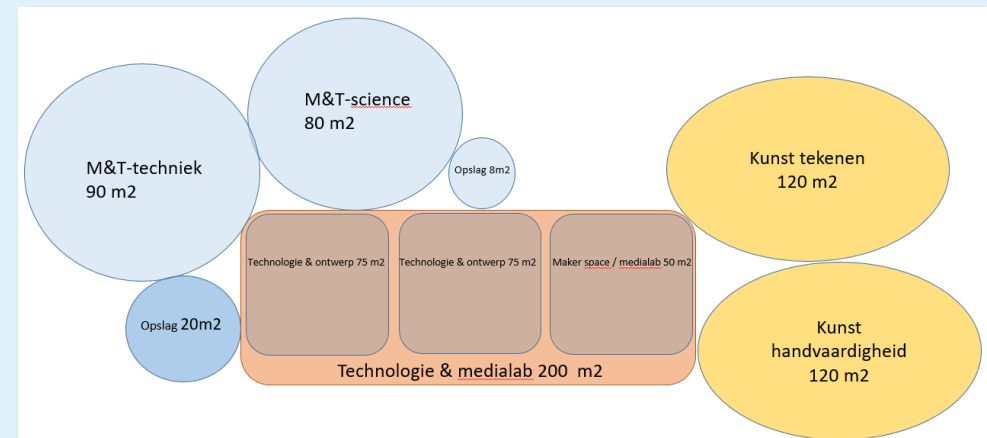 M&T-science
80 m2
M&T-techniek
90 m2
Opslag 8m2
Kunst tekenen
120 m2
Technologie & ontwerp 75 m2
Technologie & ontwerp 75 m2
Maker space / medialab 50 m2
Opslag 20m2
Technologie & medialab 200 m2
Kunst
handvaardigheid
120 m2